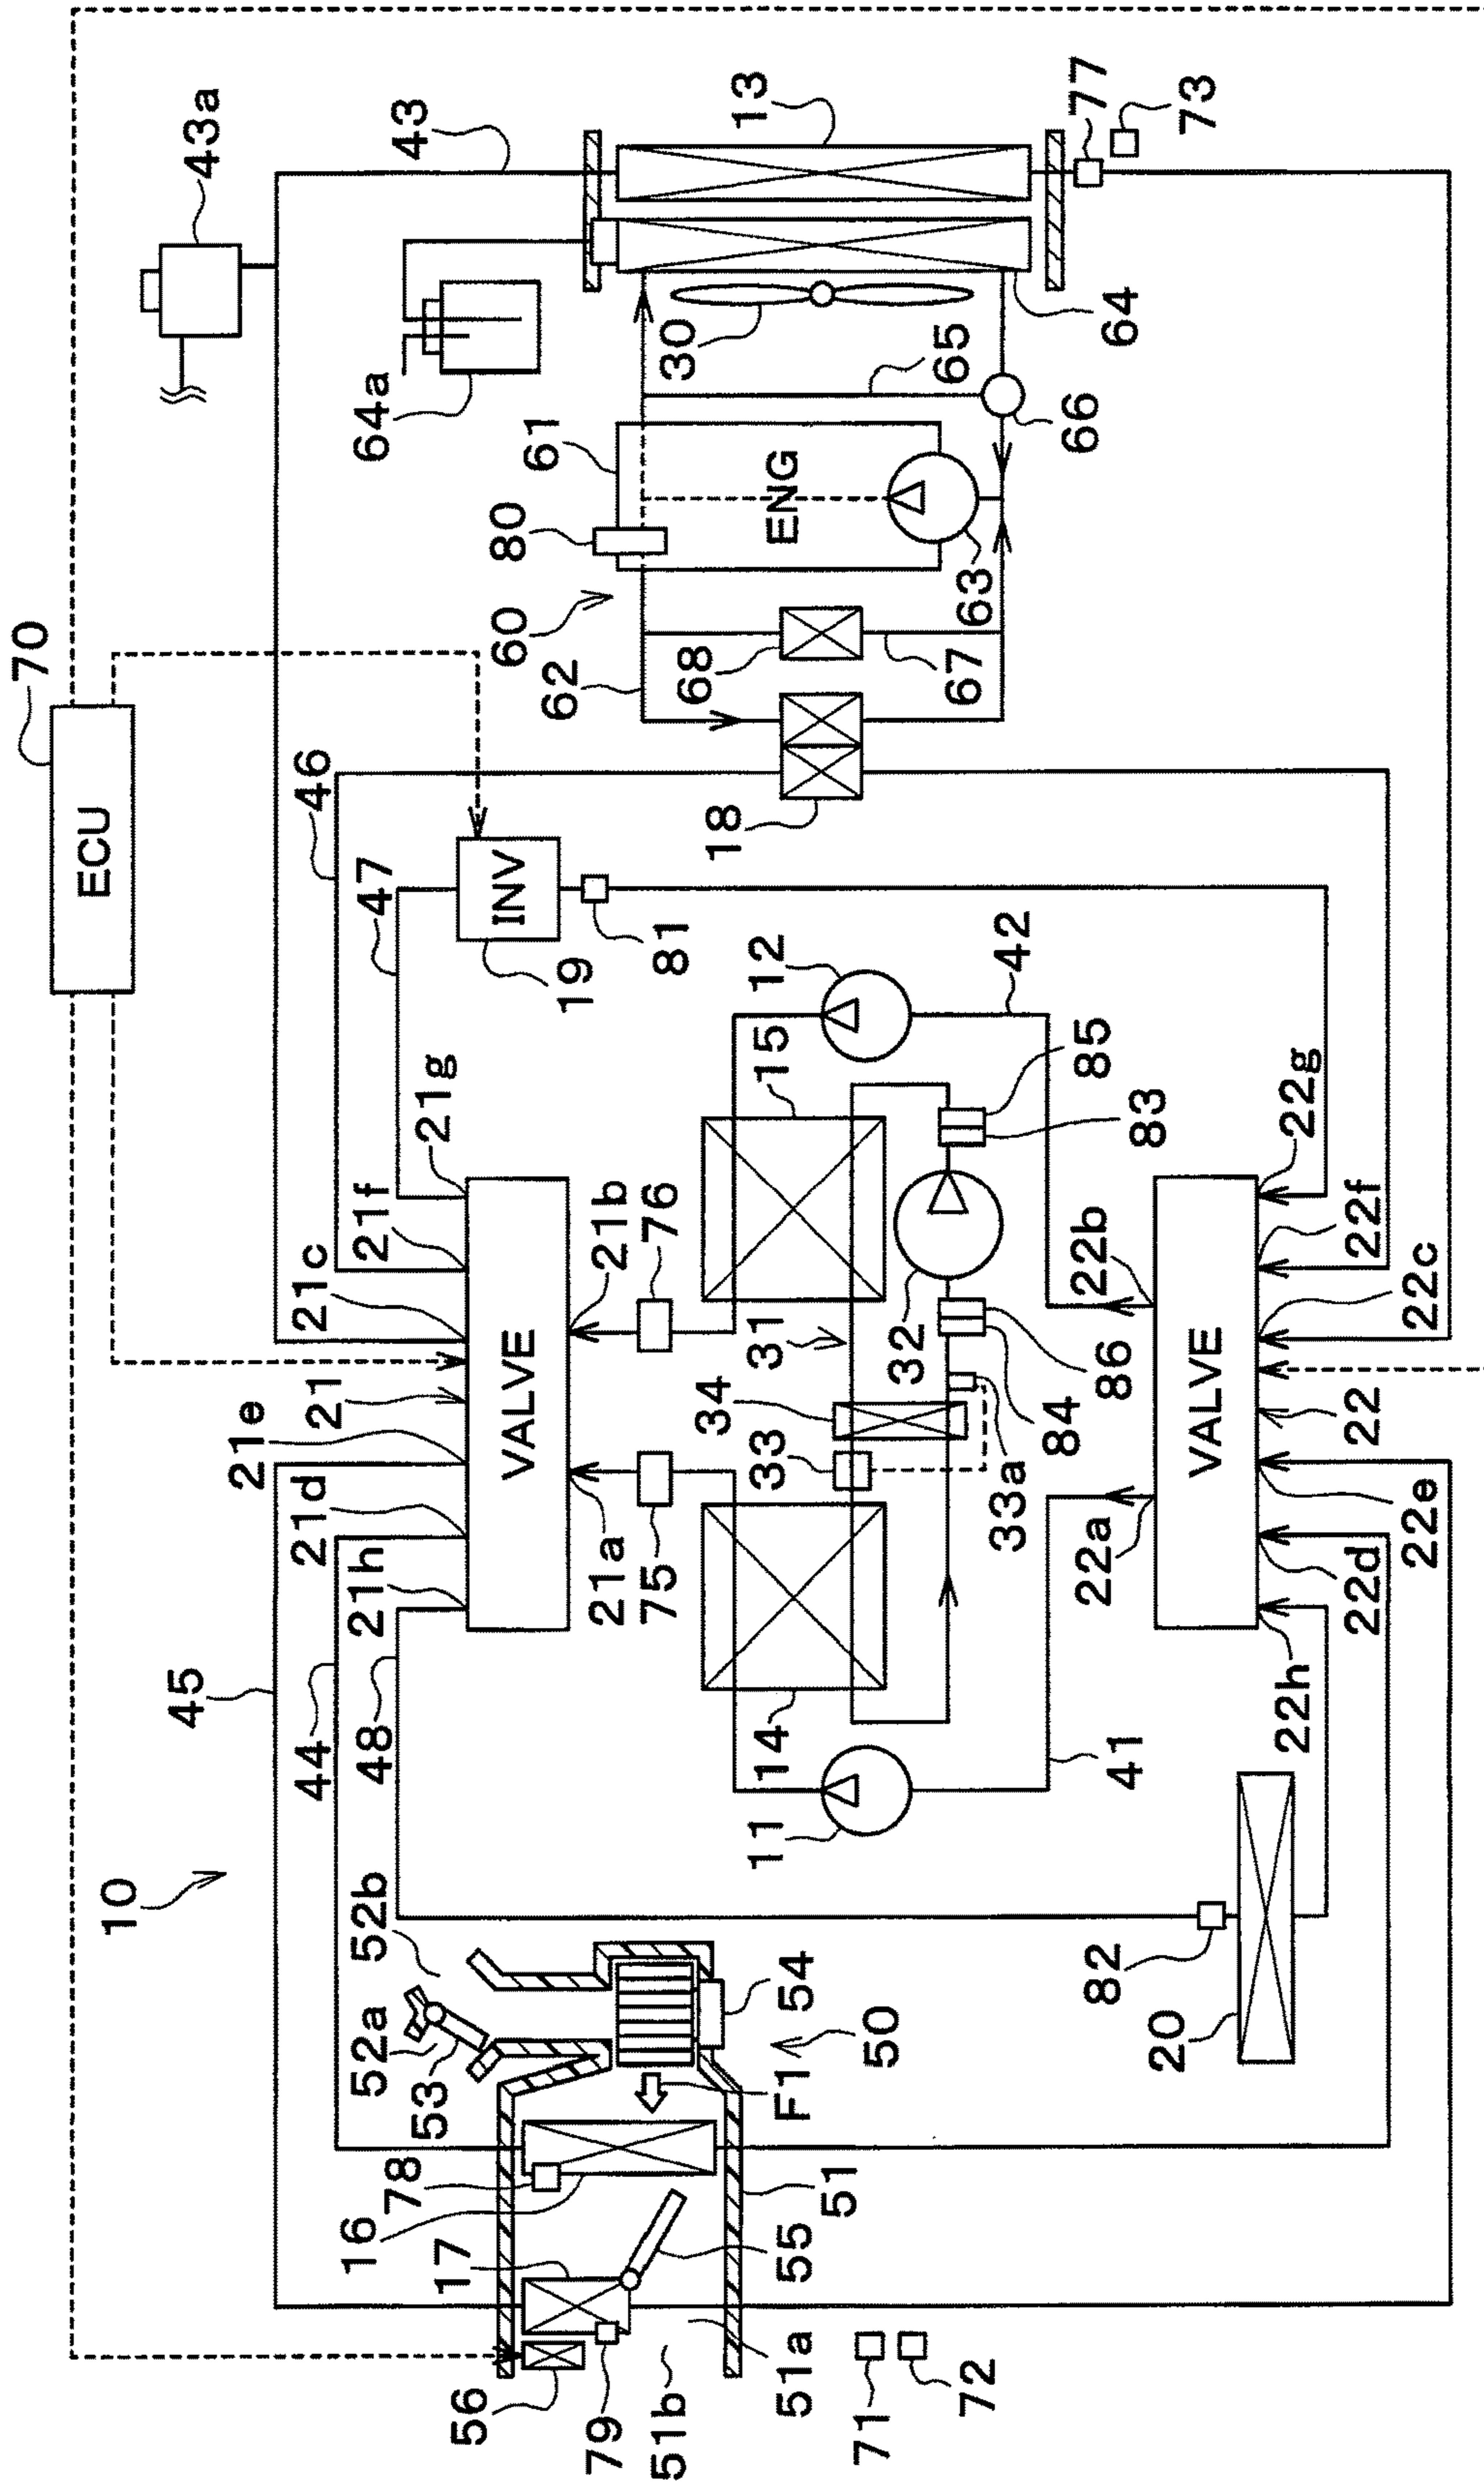 10
70
ECU
43a
45
44
48
46
47
43
21h
21d
21e
21
21c
21f
21g
VALVE
21a
21b
75
76
INV
19
81
18
62
60
80
61
ENG
68
67
63
64a
30
65
66
64
13
77
73
52b
52a
53
54
50
F1
78
16
17
55
51
56
79
51b
51a
71
72
11
14
41
12
15
42
31
34
33
33a
32
84
86
85
83
22a
22b
VALVE
22h
22d
22e
22
22c
22f
22g
82
20